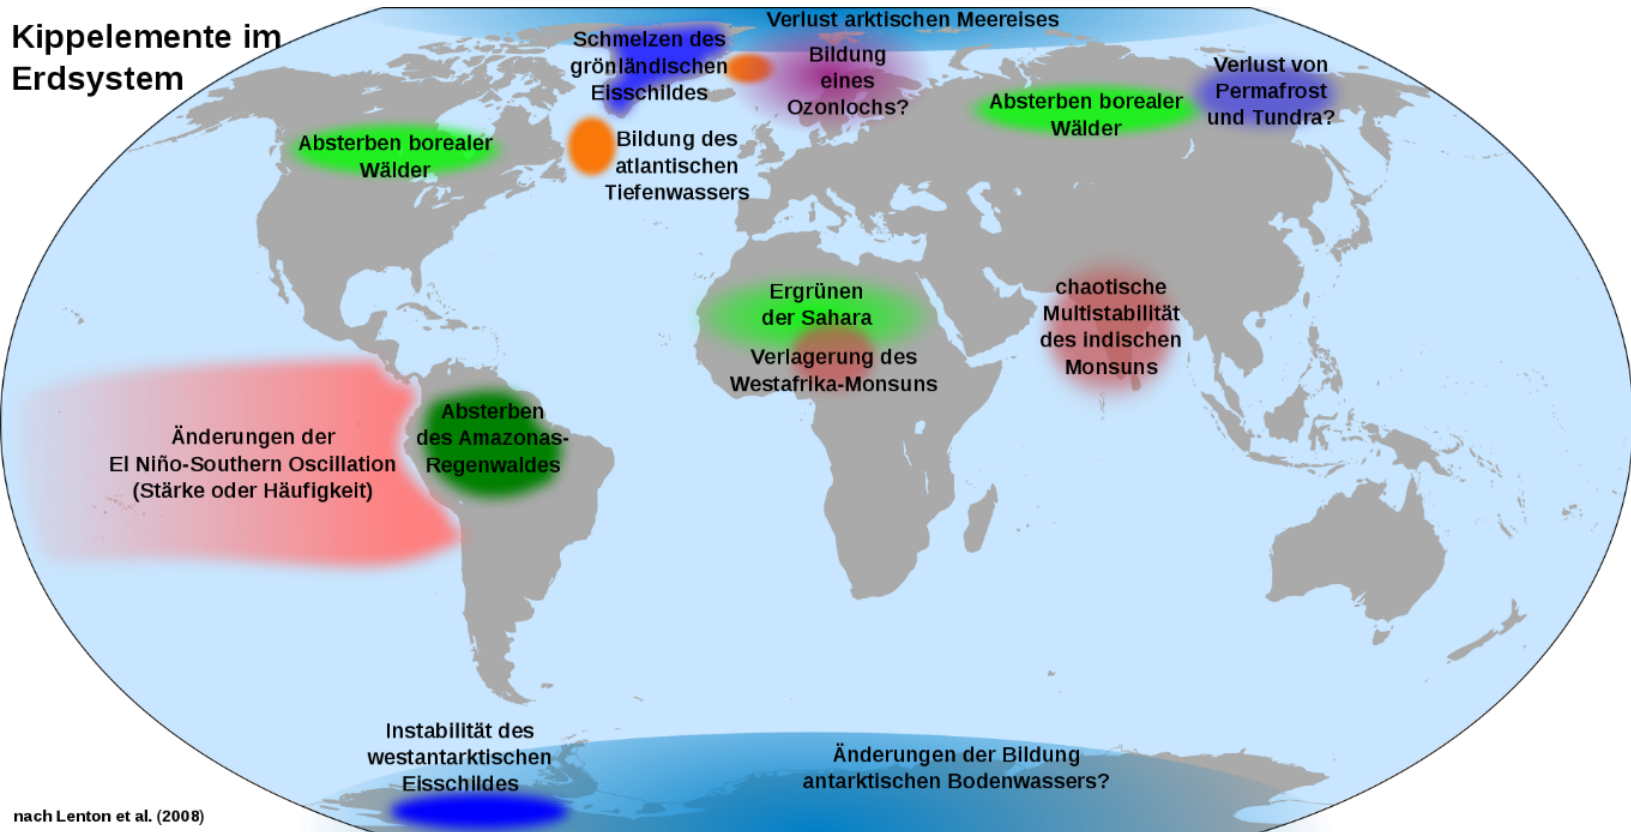 Kippelemente im
Erdsystem
Verlust arktischen Meereises
Schmelzen des
grönländischen
Eisschildes
Bildung
eines
Ozonlochs?
Verlust von
Permafrost
und Tundra?
Absterben borealer
Wälder
Absterben borealer
Wälder
Bildung des
atlantischen
Tiefenwassers
Ergrünen
der Sahara
Verlagerung des
Westafrika-Monsuns
chaotische
Multistabilität
des indischen
Monsuns
Änderungen der
El Niño-Southern Oscillation
(Stärke oder Häufigkeit)
Absterben
des Amazonas-
Regenwaldes
Instabilität des
westantarktischen
Eisschildes
Änderungen der Bildung
antarktischen Bodenwassers?
nach Lenton et al. (2008)